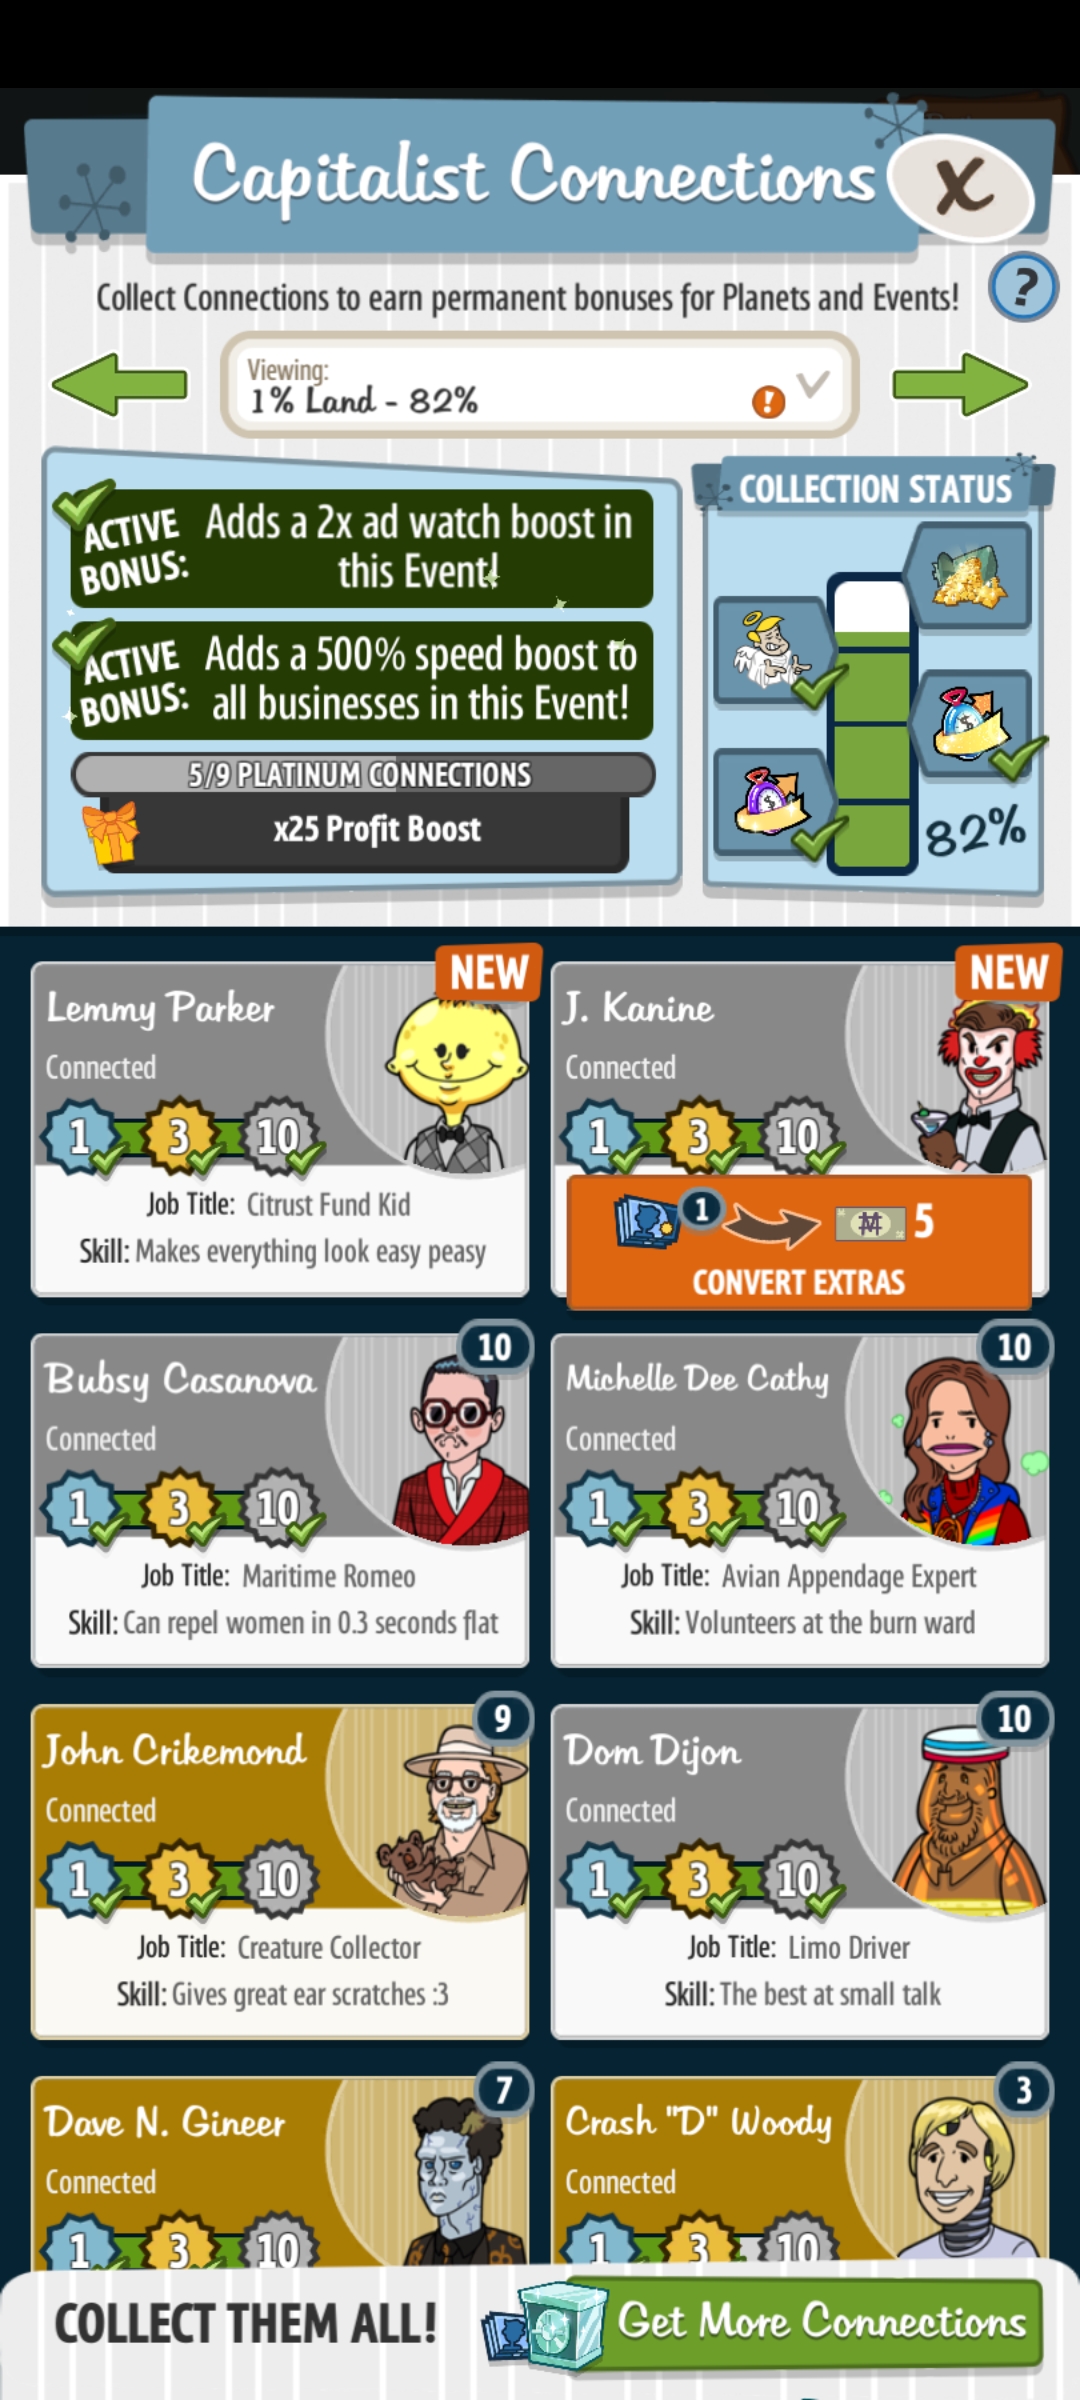 Capitalist Connections
X
?
Collect Connections to earn permanent bonuses for Planets and Events!
Viewing:
1% Land - 82%
!
ACTIVE BONUS:
Adds a 2x ad watch boost in
this Event!
ACTIVE BONUS:
Adds a 500% speed boost to
all businesses in this Event!
5/9 PLATINUM CONNECTIONS
x25 Profit Boost
COLLECTION STATUS
82%
NEW
Lemmy Parker
Connected
1 3 10
Job Title: Citrust Fund Kid
Skill: Makes everything look easy peasy
NEW
J. Kanine
Connected
1 3 10
1 5
CONVERT EXTRAS
10
Bubsy Casanova
Connected
1 3 10
Job Title: Maritime Romeo
Skill: Can repel women in 0.3 seconds flat
10
Michelle Dee Cathy
Connected
1 3 10
Job Title: Avian Appendage Expert
Skill: Volunteers at the burn ward
9
John Crikemond
Connected
1 3 10
Job Title: Creature Collector
Skill: Gives great ear scratches :3
10
Dom Dijon
Connected
1 3 10
Job Title: Limo Driver
Skill: The best at small talk
7
Dave N. Gineer
Connected
1 3 10
3
Crash "D" Woody
Connected
1 3 10
COLLECT THEM ALL!
Get More Connections